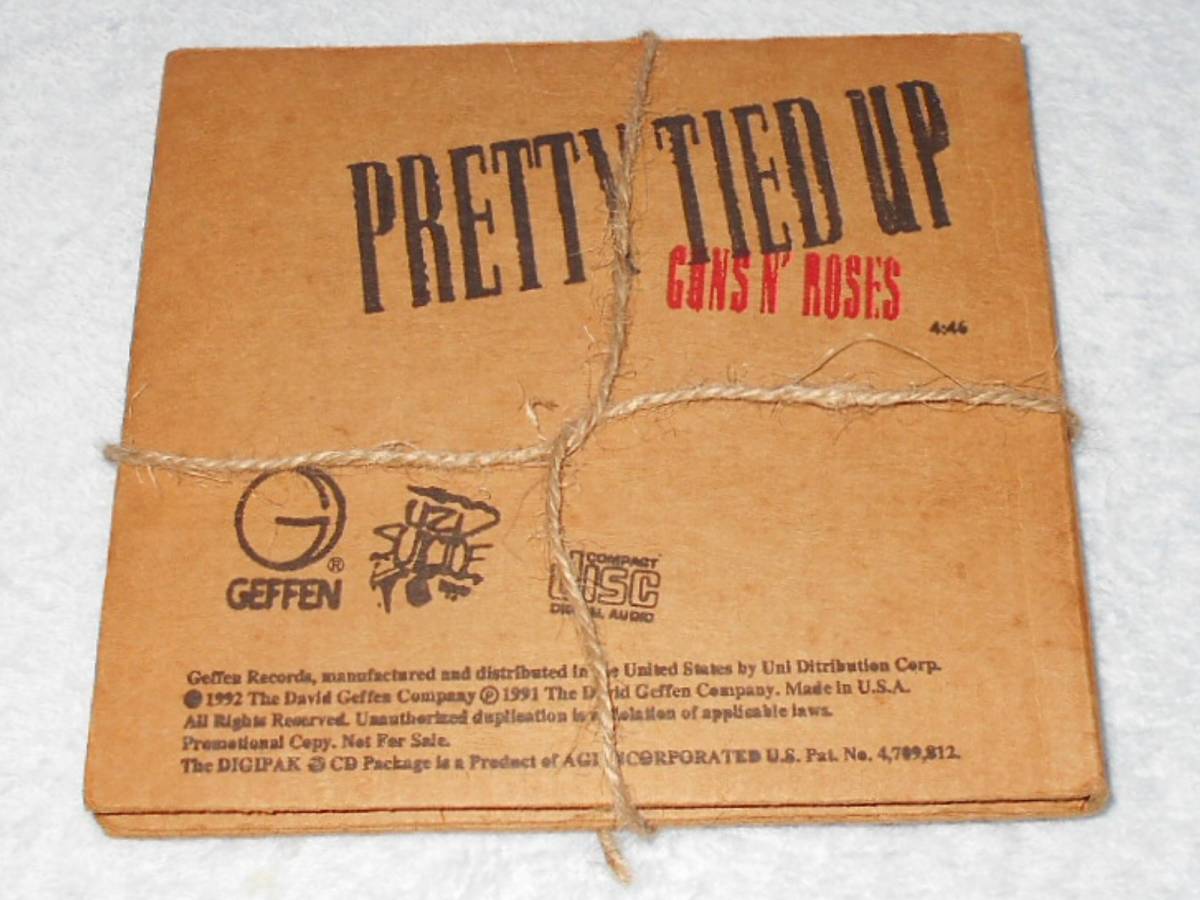 PRETTY TIED UP
GUNS N' ROSES
4:46
GEFFEN ®
UZI SUICIDE
COMPACT
DISC
DIGITAL AUDIO
Geffen Records, manufactured and distributed in the United States by Uni Ditribution Corp.
1992 The David Geffen Company ℗ 1991 The David Geffen Company. Made in U.S.A.
All Rights Reserved. Unauthorized duplication is a violation of applicable laws.
Promotional Copy. Not For Sale.
The DIGIPAK CD Package is a Product of AGI INCORPORATED U.S. Pat. No. 4,709,812.